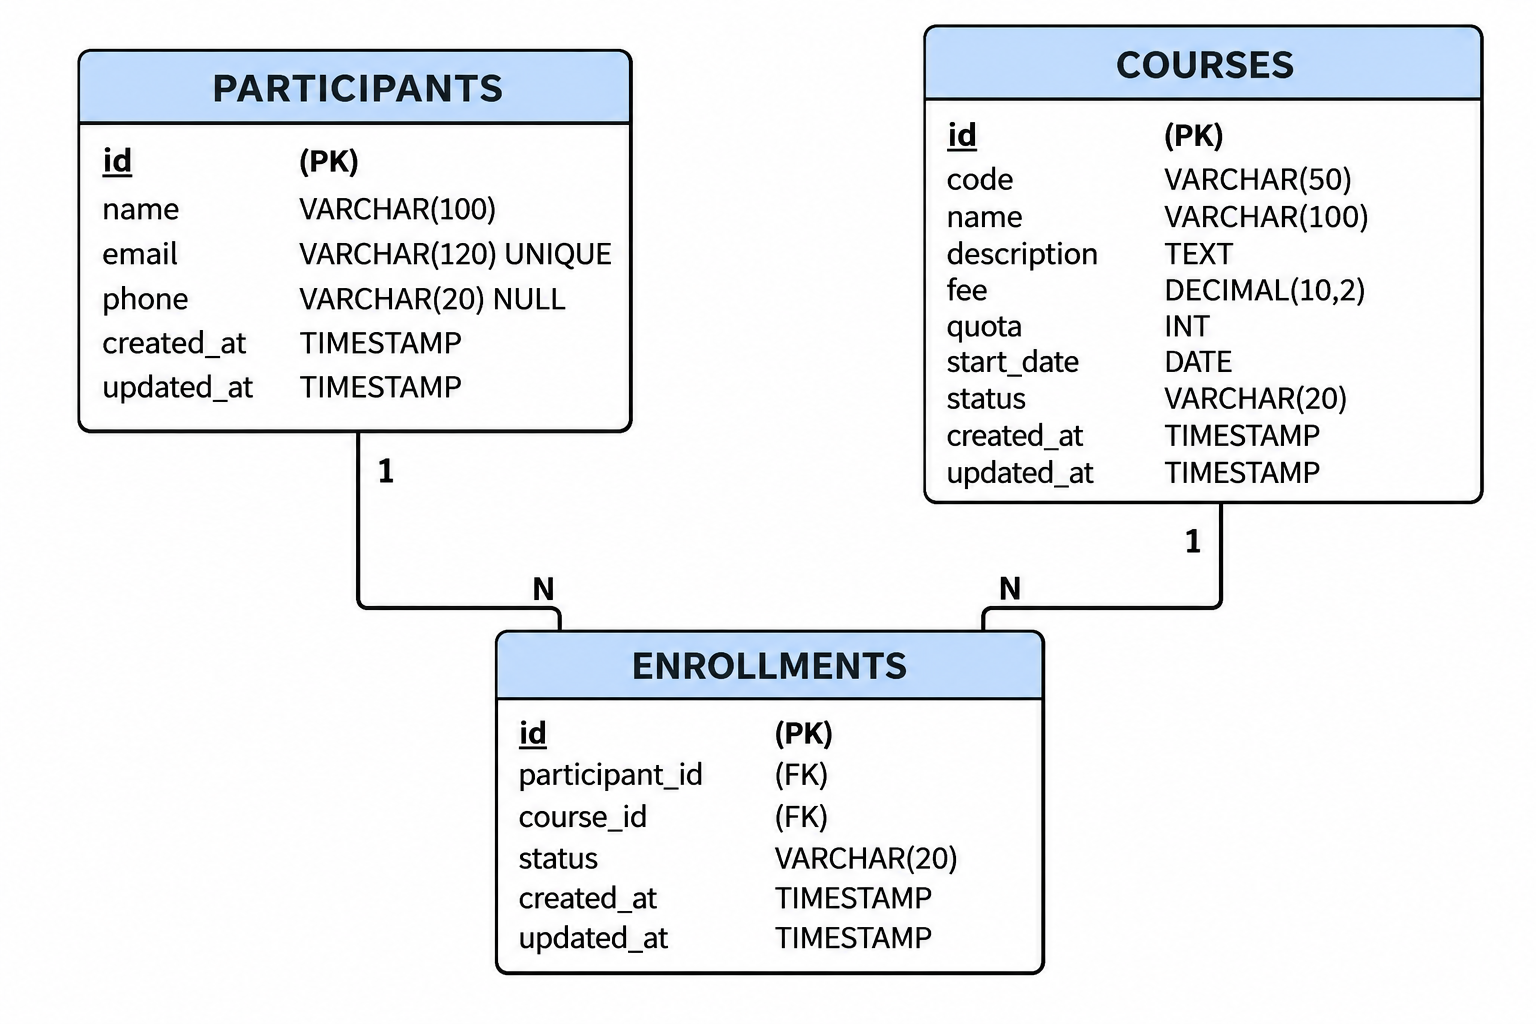 PARTICIPANTS
id (PK)
name VARCHAR(100)
email VARCHAR(120) UNIQUE
phone VARCHAR(20) NULL
created_at TIMESTAMP
updated_at TIMESTAMP
COURSES
id (PK)
code VARCHAR(50)
name VARCHAR(100)
description TEXT
fee DECIMAL(10,2)
quota INT
start_date DATE
status VARCHAR(20)
created_at TIMESTAMP
updated_at TIMESTAMP
1
1
N
N
ENROLLMENTS
id (PK)
participant_id (FK)
course_id (FK)
status VARCHAR(20)
created_at TIMESTAMP
updated_at TIMESTAMP